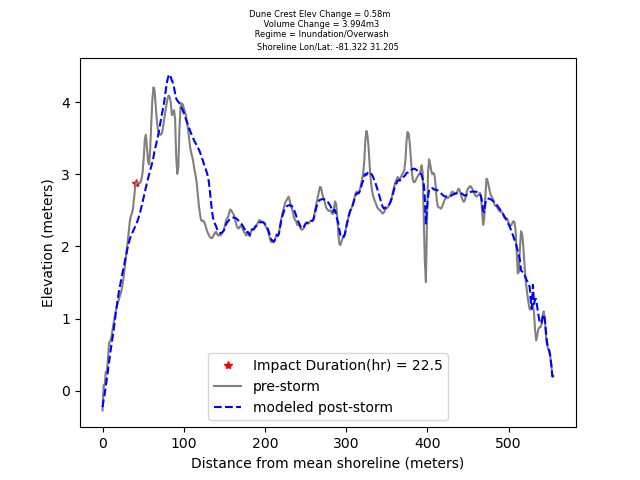 Dune Crest Elev Change = 0.58m
Volume Change = 3.994m3
Regime = Inundation/Overwash
Shoreline Lon/Lat: -81.322 31.205
4
3
2
1
0
Elevation (meters)
Impact Duration(hr) = 22.5
pre-storm
modeled post-storm
0 100 200 300 400 500
Distance from mean shoreline (meters)